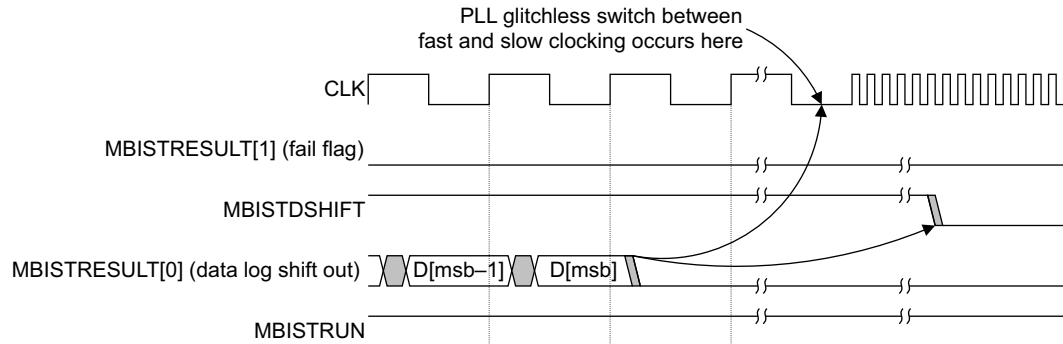 PLL glitchless switch between
fast and slow clocking occurs here
CLK
MBISTRESULT[1] (fail flag)
MBISTDSHIFT
MBISTRESULT[0] (data log shift out)
D[msb–1]
D[msb]
MBISTRUN